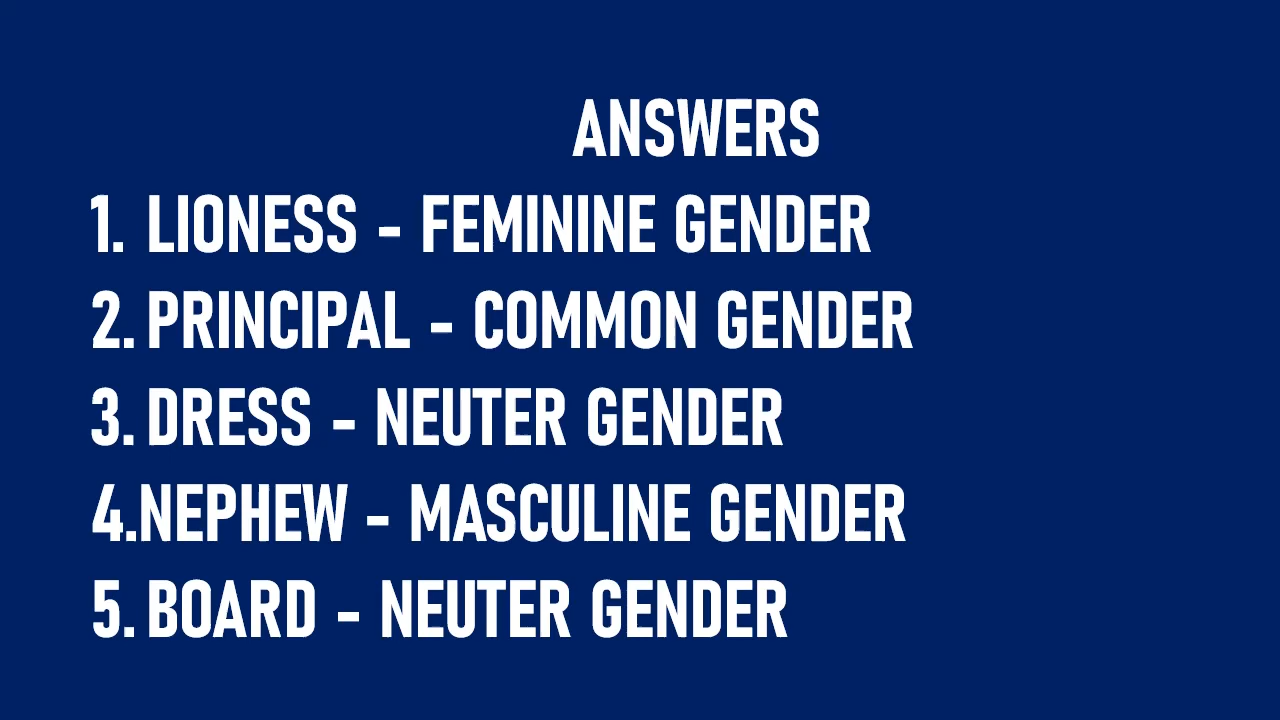 ANSWERS
1. LIONESS - FEMININE GENDER
2. PRINCIPAL - COMMON GENDER
3. DRESS - NEUTER GENDER
4.NEPHEW - MASCULINE GENDER
5. BOARD - NEUTER GENDER